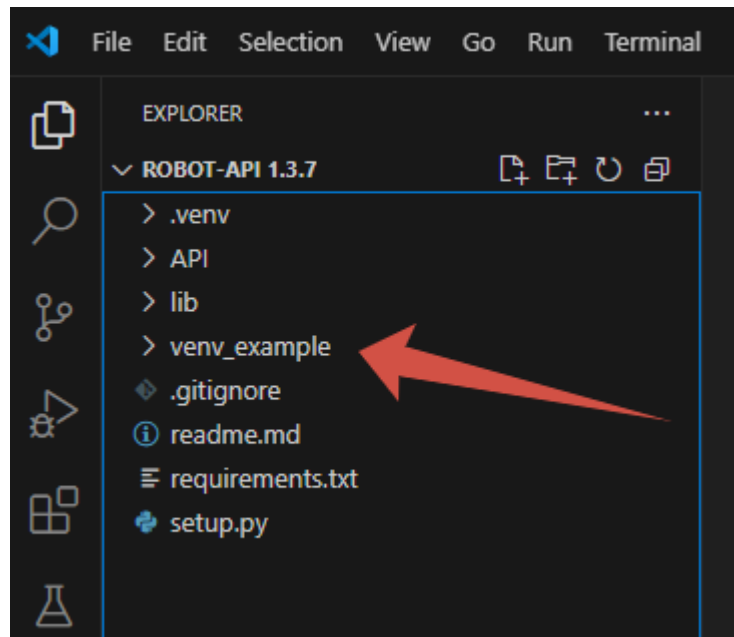 File Edit Selection View Go Run Terminal
EXPLORER
ROBOT-API 1.3.7
.venv
API
lib
venv_example
.gitignore
readme.md
requirements.txt
setup.py